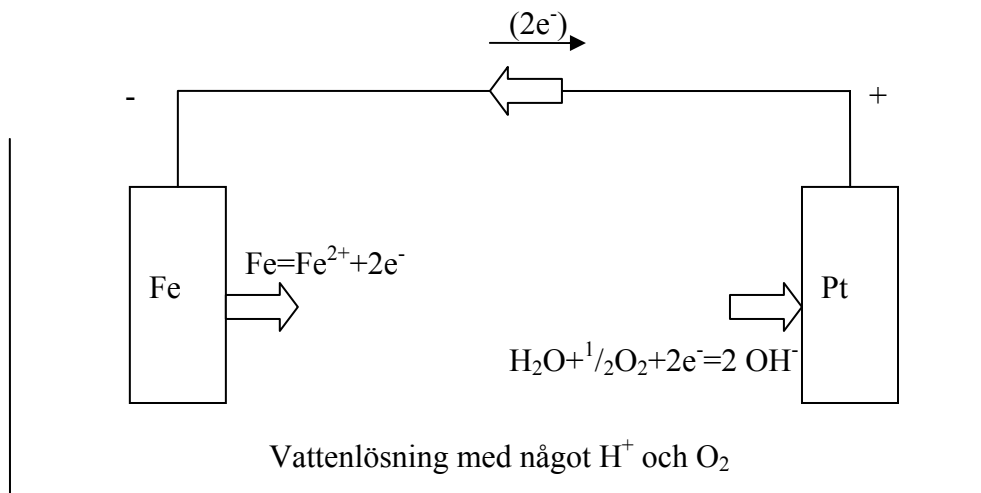 (2e⁻)
- +
Fe=Fe²⁺+2e⁻
Fe Pt
H₂O+¹/₂O₂+2e⁻=2 OH⁻
Vattenlösning med något H⁺ och O₂